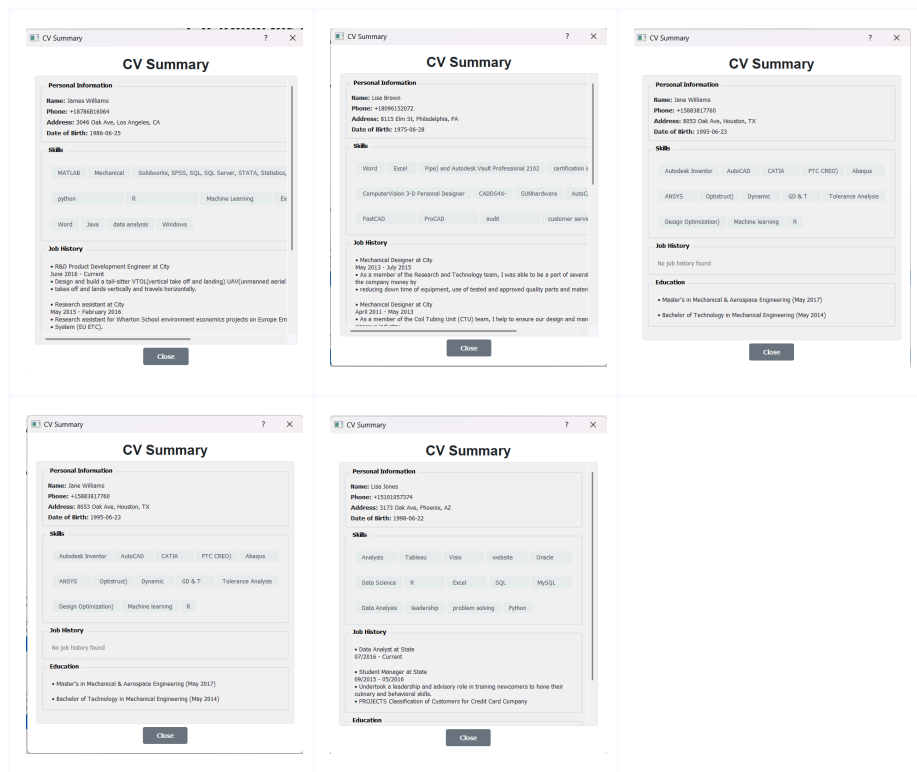 CV Summary
CV Summary
Personal Information
Name: James Williams
Phone: +18786816064
Address: 3046 Oak Ave, Los Angeles, CA
Date of Birth: 1986-06-25
Skills
MATLAB Mechanical Solidworks, SPSS, SQL, SQL Server, STATA, Statistics,
python R Machine Learning Ex
Word Java data analysis Windows
Job History
• R&D Product Development Engineer at City
June 2016 - Current
• Design and build a tail-sitter VTOL(vertical take off and landing) UAV(unmanned aerial
• takes off and lands vertically and travels horizontally.
• Research assistant at City
May 2015 - February 2016
• Research assistant for Wharton School environment economics projects on Europe Em
• System (EU ETC).
Close
CV Summary
CV Summary
Personal Information
Name: Lisa Brown
Phone: +18096152072
Address: 8115 Elm St, Philadelphia, PA
Date of Birth: 1975-06-28
Skills
Word Excel Pipe) and Autodesk Vault Professional 2102 certification i
ComputerVision 3-D Personal Designer CADDS4X- SUNhardware AutoC
FastCAD ProCAD audit customer servi
Job History
• Mechanical Designer at City
May 2013 - July 2015
• As a member of the Research and Technology team, I was able to be a part of several
the company money by
• reducing down time of equipment, use of tested and approved quality parts and materi
• Mechanical Designer at City
April 2011 - May 2013
• As a member of the Coil Tubing Unit (CTU) team, I help to ensure our design and man
Close
CV Summary
CV Summary
Personal Information
Name: Jane Williams
Phone: +15883817760
Address: 8053 Oak Ave, Houston, TX
Date of Birth: 1995-06-23
Skills
Autodesk Inventor AutoCAD CATIA PTC CREO) Abaqus
ANSYS Optistruct) Dynamic GD & T Tolerance Analysis
Design Optimization) Machine learning R
Job History
No job history found
Education
• Master's in Mechanical & Aerospace Engineering (May 2017)
• Bachelor of Technology in Mechanical Engineering (May 2014)
Close
CV Summary
CV Summary
Personal Information
Name: Jane Williams
Phone: +15883817760
Address: 8053 Oak Ave, Houston, TX
Date of Birth: 1995-06-23
Skills
Autodesk Inventor AutoCAD CATIA PTC CREO) Abaqus
ANSYS Optistruct) Dynamic GD & T Tolerance Analysis
Design Optimization) Machine learning R
Job History
No job history found
Education
• Master's in Mechanical & Aerospace Engineering (May 2017)
• Bachelor of Technology in Mechanical Engineering (May 2014)
Close
CV Summary
CV Summary
Personal Information
Name: Lisa Jones
Phone: +15101057374
Address: 3173 Oak Ave, Phoenix, AZ
Date of Birth: 1998-06-22
Skills
Analysis Tableau Visio website Oracle
Data Science R Excel SQL MySQL
Data Analysis leadership problem solving Python
Job History
• Data Analyst at State
07/2016 - Current
• Student Manager at State
09/2015 - 05/2016
• Undertook a leadership and advisory role in training newcomers to hone their
culinary and behavioral skills.
• PROJECTS Classification of Customers for Credit Card Company
Education
Close